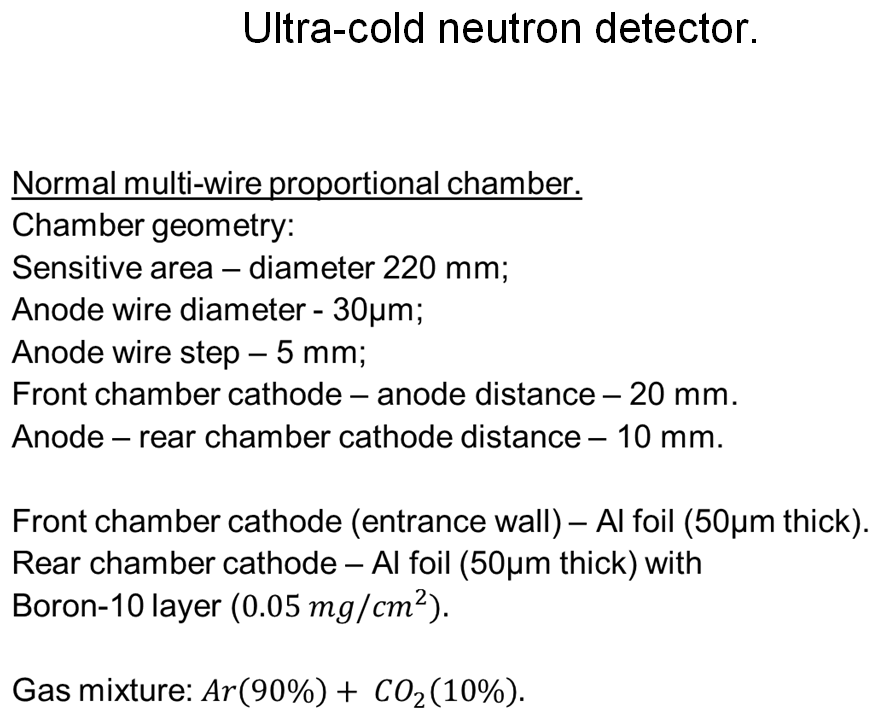 Ultra-cold neutron detector.
Normal multi-wire proportional chamber.
Chamber geometry:
Sensitive area – diameter 220 mm;
Anode wire diameter - 30μm;
Anode wire step – 5 mm;
Front chamber cathode – anode distance – 20 mm.
Anode – rear chamber cathode distance – 10 mm.
Front chamber cathode (entrance wall) – Al foil (50μm thick).
Rear chamber cathode – Al foil (50μm thick) with
Boron-10 layer (0.05 mg/cm²).
Gas mixture: Ar(90%) + CO₂(10%).